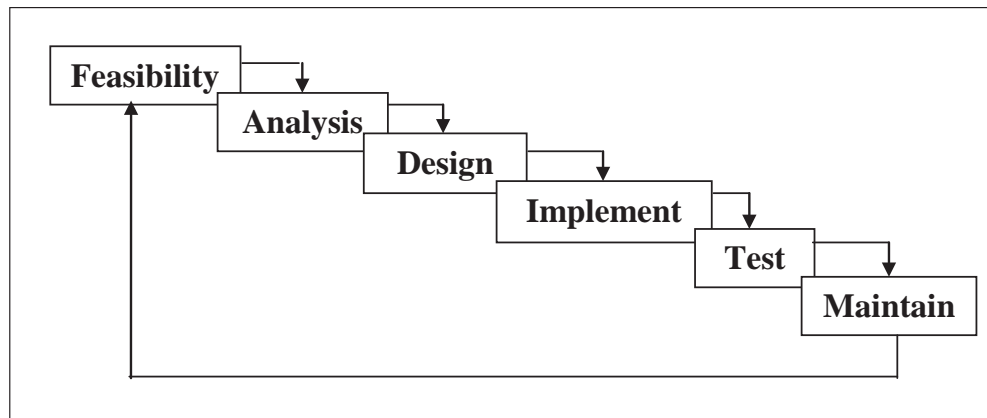 Feasibility
Analysis
Design
Implement
Test
Maintain